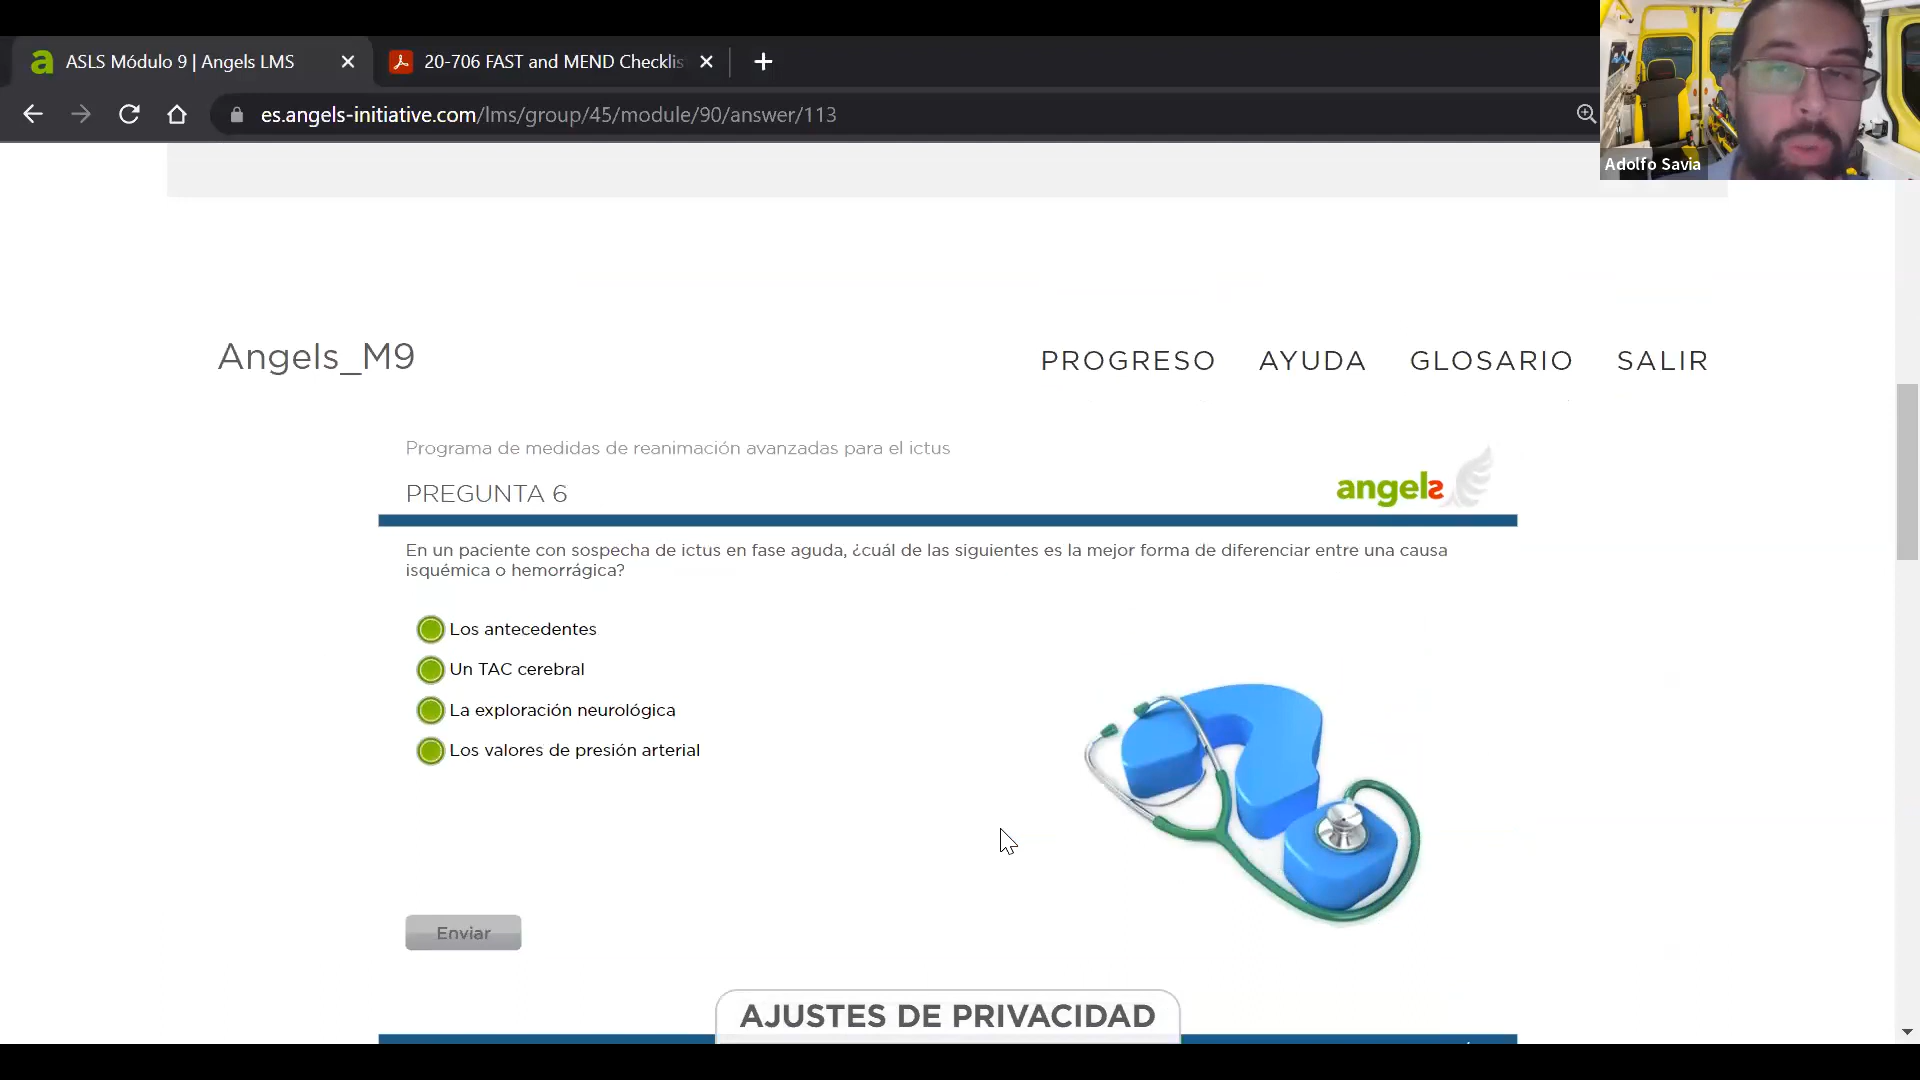 ASLS Módulo 9 | Angels LMS
20-706 FAST and MEND Checklis
es.angels-initiative.com/lms/group/45/module/90/answer/113
Adolfo Savia
Angels_M9
PROGRESO AYUDA GLOSARIO SALIR
Programa de medidas de reanimación avanzadas para el ictus
PREGUNTA 6
angels
En un paciente con sospecha de ictus en fase aguda, ¿cuál de las siguientes es la mejor forma de diferenciar entre una causa
isquémica o hemorrágica?
Los antecedentes
Un TAC cerebral
La exploración neurológica
Los valores de presión arterial
Enviar
AJUSTES DE PRIVACIDAD